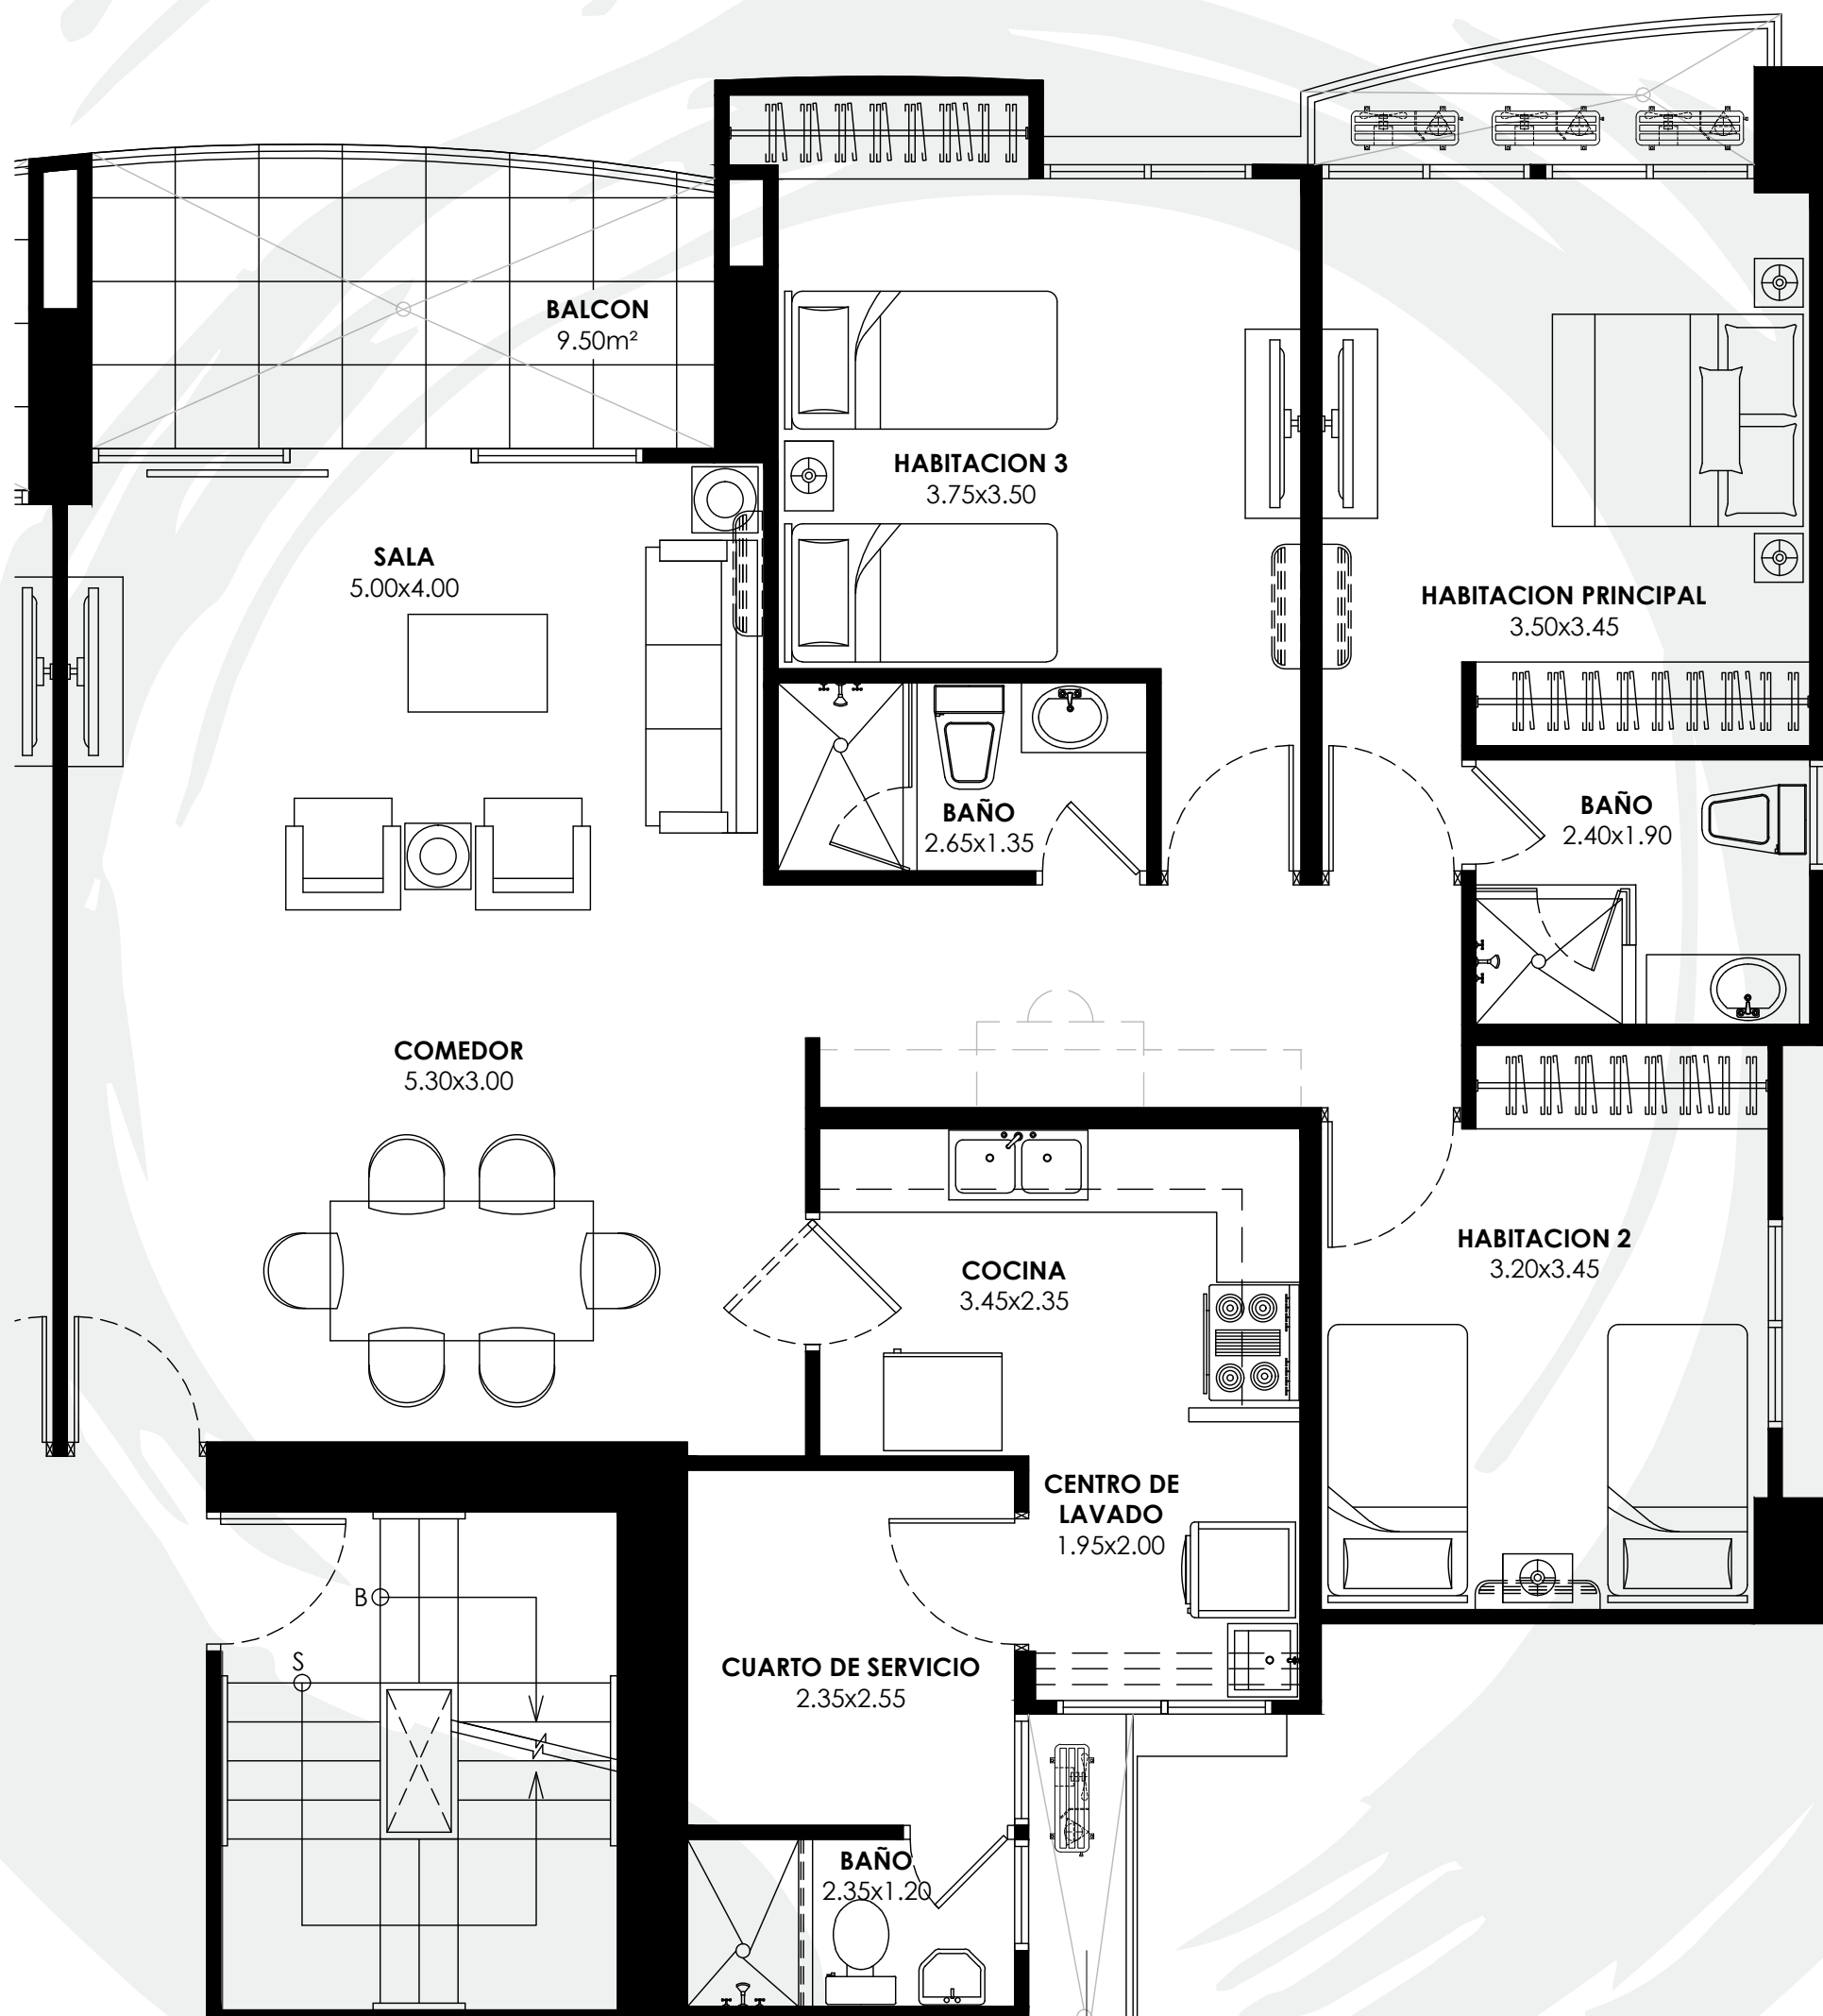 BALCON
9.50m²
HABITACION 3
3.75x3.50
SALA
5.00x4.00
HABITACION PRINCIPAL
3.50x3.45
BAÑO
2.65x1.35
BAÑO
2.40x1.90
COMEDOR
5.30x3.00
HABITACION 2
3.20x3.45
COCINA
3.45x2.35
CENTRO DE
LAVADO
1.95x2.00
B
S
CUARTO DE SERVICIO
2.35x2.55
BAÑO
2.35x1.20